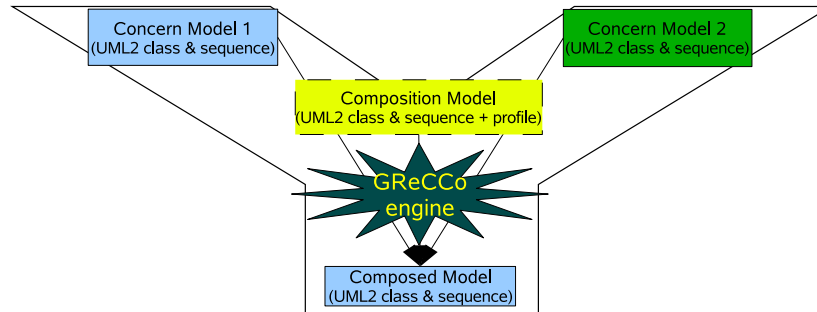 Concern Model 1
(UML2 class & sequence)
Concern Model 2
(UML2 class & sequence)
Composition Model
(UML2 class & sequence + profile)
GReCCo
engine
Composed Model
(UML2 class & sequence)